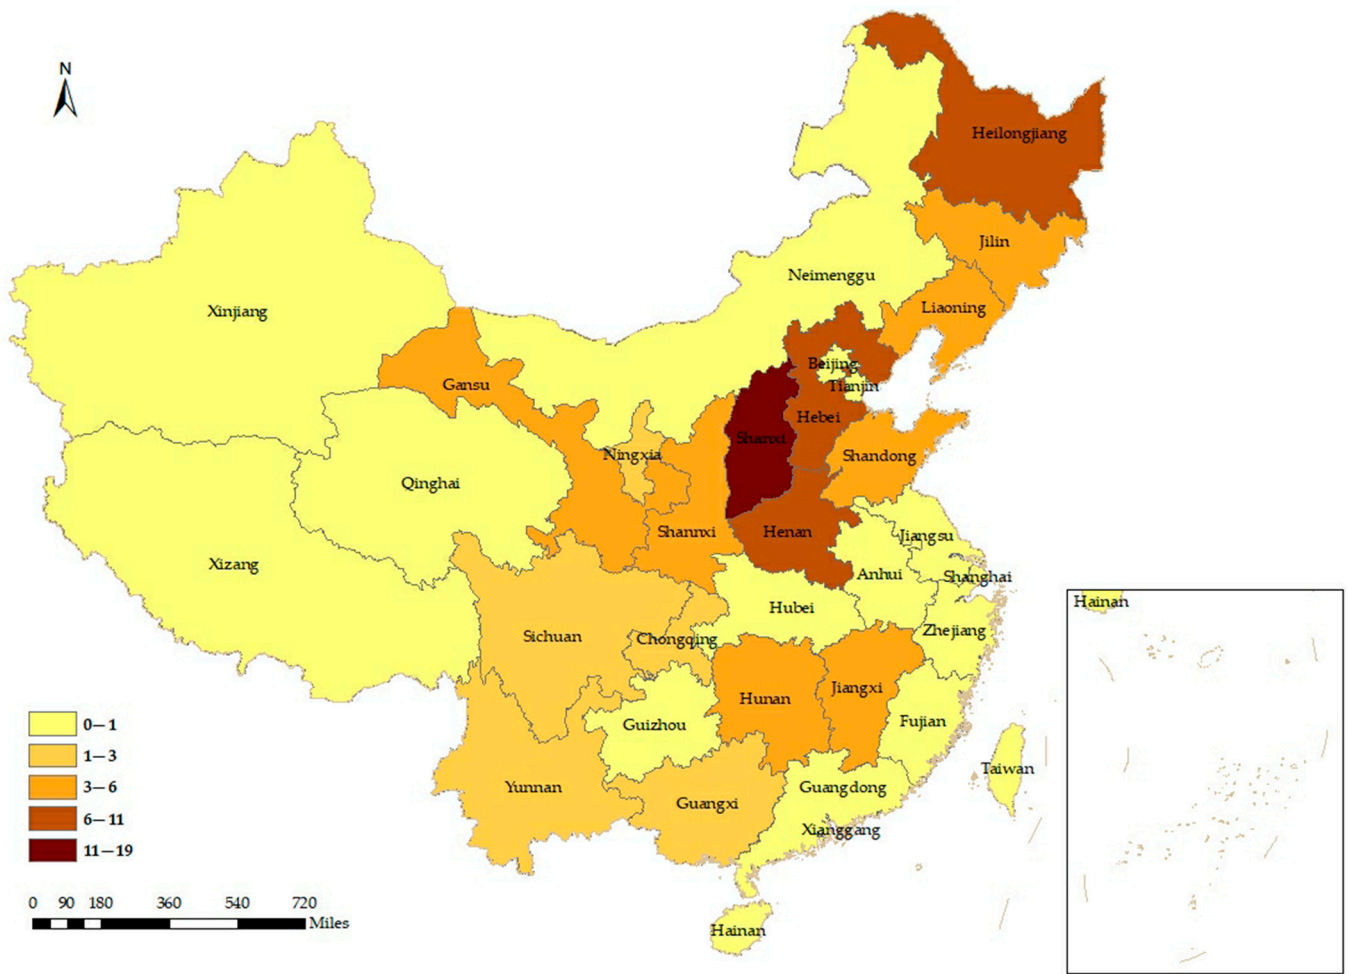 N
Heilongjiang
Jilin
Neimenggu
Liaoning
Xinjiang
Beijing
Gansu
Tianjin
Hebei
Shanxi
Ningxia
Shandong
Qinghai
Shannxi
Henan
Jiangsu
Xizang
Anhui
Shanghai
Hainan
Hubei
Zhejiang
Sichuan
Chongqing
Jiangxi
Hunan
Guizhou
Fujian
0—1
1—3
3—6
6—11
11—19
Taiwan
Yunnan
Guangdong
Guangxi
Xianggang
0 90 180 360 540 720
Miles
Hainan